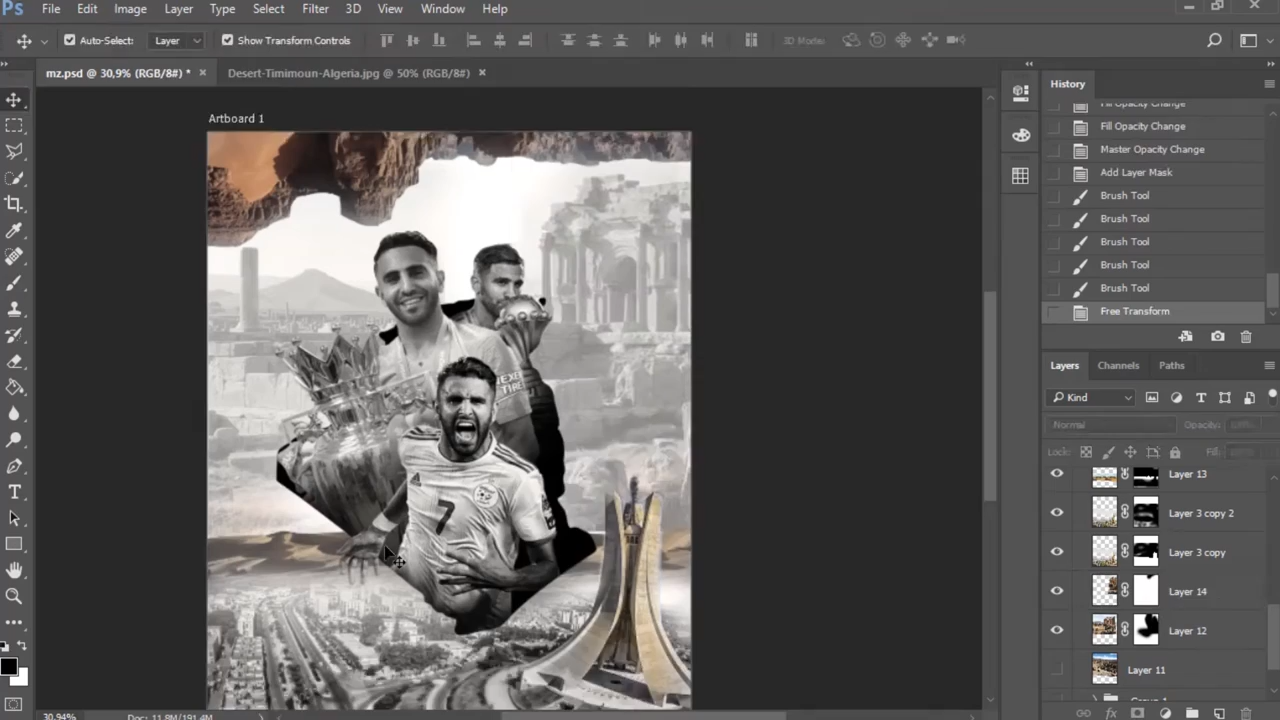 Ps File Edit Image Layer Type Select Filter 3D View Window Help
Auto-Select: Layer Show Transform Controls 3D Mode:
mz.psd @ 30,9% (RGB/8#) * × Desert-Timimoun-Algeria.jpg @ 50% (RGB/8#) ×
History
Artboard 1
Fill Opacity Change
Fill Opacity Change
Master Opacity Change
Add Layer Mask
Brush Tool
Brush Tool
Brush Tool
Brush Tool
Brush Tool
Free Transform
Layers Channels Paths
Kind
Normal Opacity:
Lock: Fill:
Layer 13
Layer 3 copy 2
Layer 3 copy
Layer 14
Layer 12
Layer 11
Group 1
7
30,94% Doc: 11,8M/191,4M